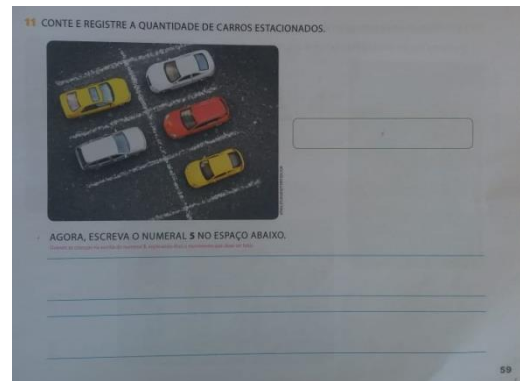 11 CONTE E REGISTRE A QUANTIDADE DE CARROS ESTACIONADOS.
AGORA, ESCREVA O NUMERAL 5 NO ESPAÇO ABAIXO.
59